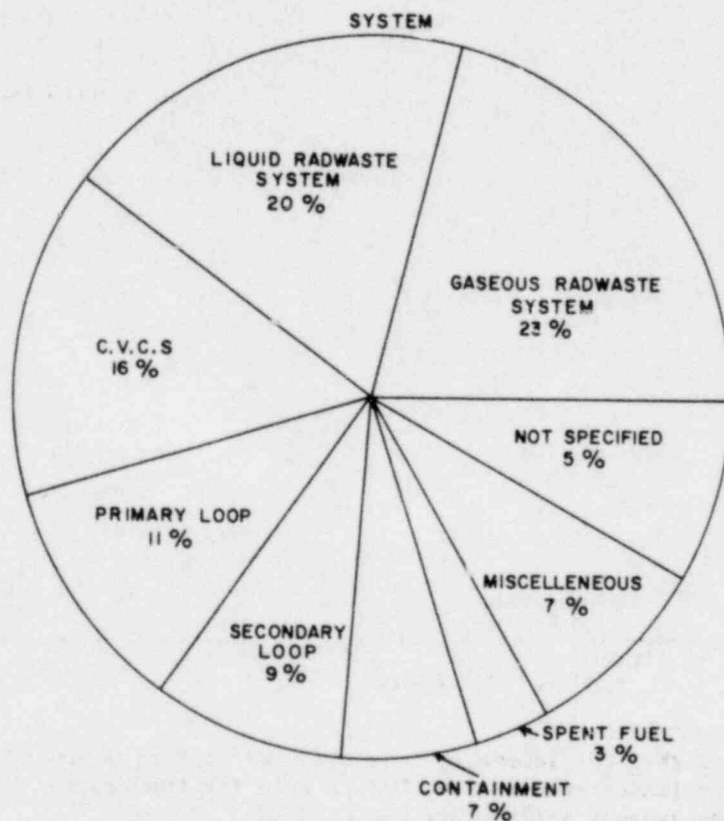 SYSTEM
LIQUID RADWASTE
SYSTEM
20 %
GASEOUS RADWASTE
SYSTEM
23 %
C.V.C.S
16 %
NOT SPECIFIED
5 %
PRIMARY LOOP
11 %
MISCELLENEOUS
7 %
SECONDARY
LOOP
9 %
SPENT FUEL
3 %
CONTAINMENT
7 %